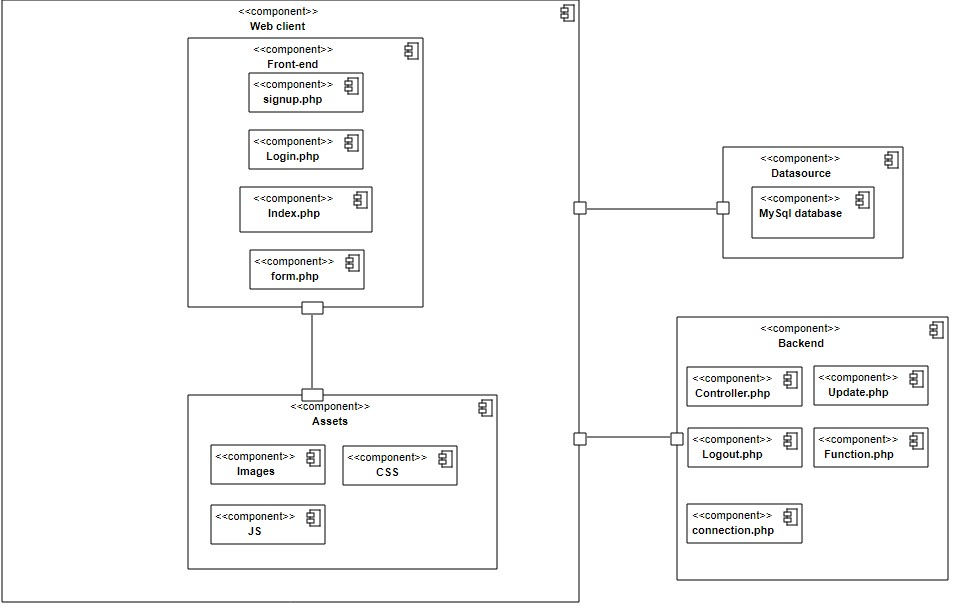 <<component>>
Web client
<<component>>
Front-end
<<component>>
signup.php
<<component>>
Login.php
<<component>>
Index.php
<<component>>
form.php
<<component>>
Assets
<<component>>
Images
<<component>>
CSS
<<component>>
JS
<<component>>
Datasource
<<component>>
MySql database
<<component>>
Backend
<<component>>
Controller.php
<<component>>
Update.php
<<component>>
Logout.php
<<component>>
Function.php
<<component>>
connection.php